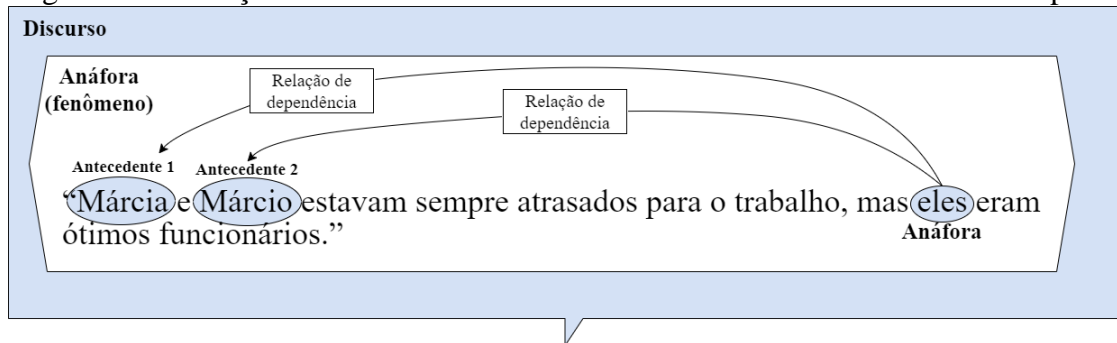 Discurso
Anáfora
(fenômeno)
Relação de
dependência
Relação de
dependência
Antecedente 1 Antecedente 2
“Márcia e Márcio estavam sempre atrasados para o trabalho, mas eles eram
Anáfora
ótimos funcionários.”